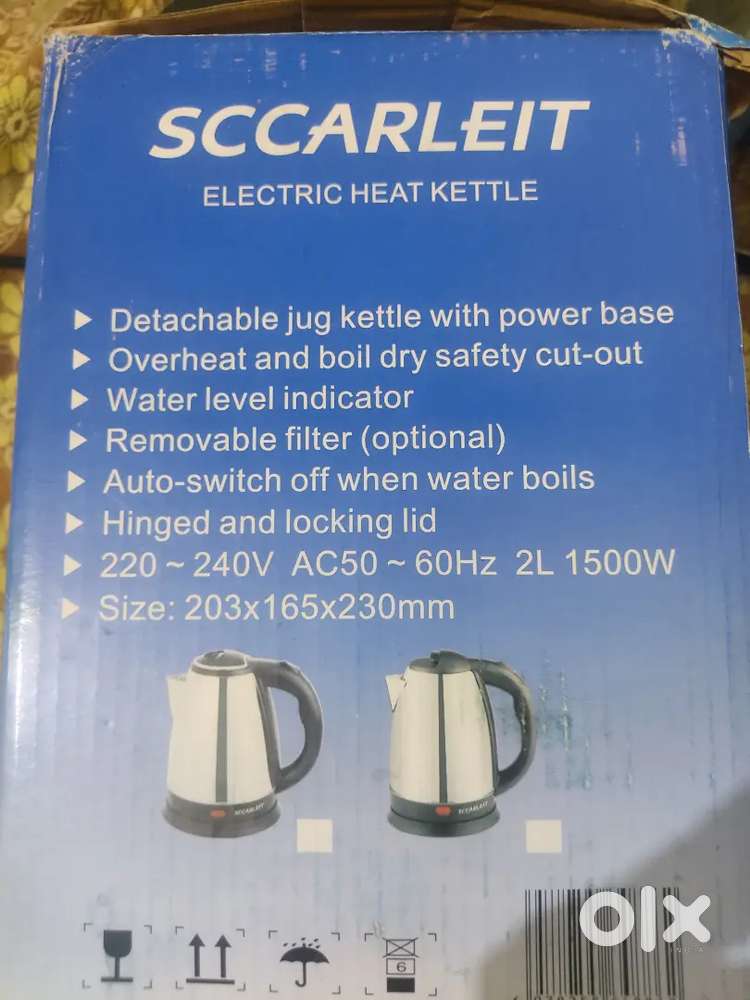 SCCARLEIT
ELECTRIC HEAT KETTLE
Detachable jug kettle with power base
Overheat and boil dry safety cut-out
Water level indicator
Removable filter (optional)
Auto-switch off when water boils
Hinged and locking lid
220 ~ 240V AC50 ~ 60Hz 2L 1500W
Size: 203x165x230mm
SCCARLEIT
SCCARLEIT
6
olx